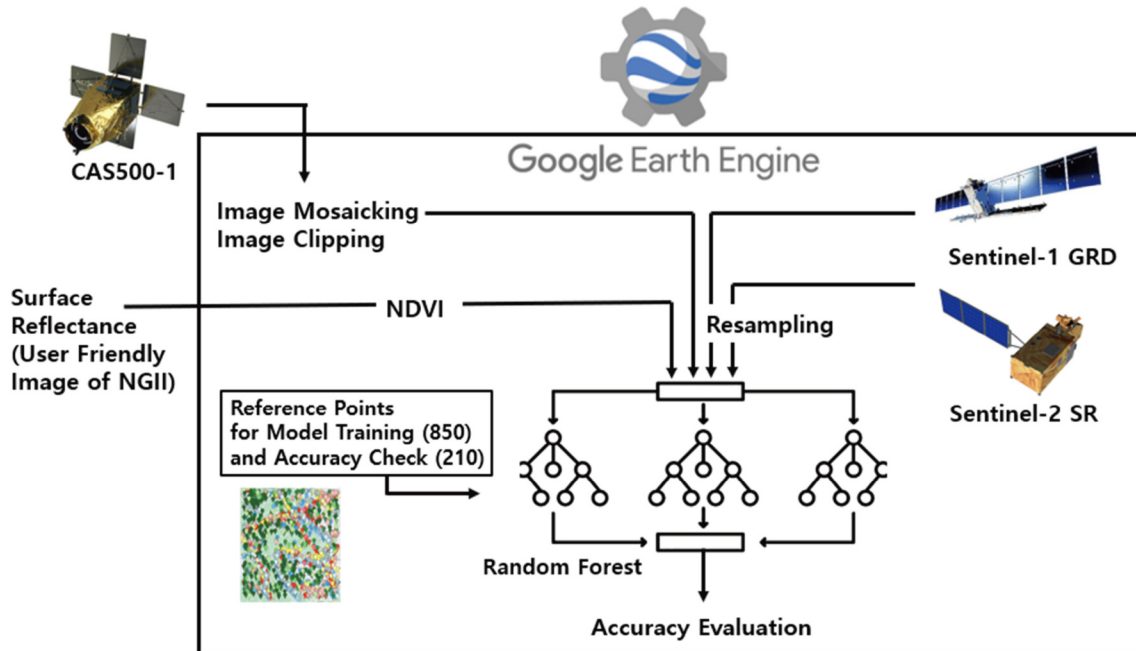 Google Earth Engine
CAS500-1
Image Mosaicking
Image Clipping
Sentinel-1 GRD
Surface
Reflectance
(User Friendly
Image of NGII)
NDVI
Resampling
Sentinel-2 SR
Reference Points
for Model Training (850)
and Accuracy Check (210)
Random Forest
Accuracy Evaluation